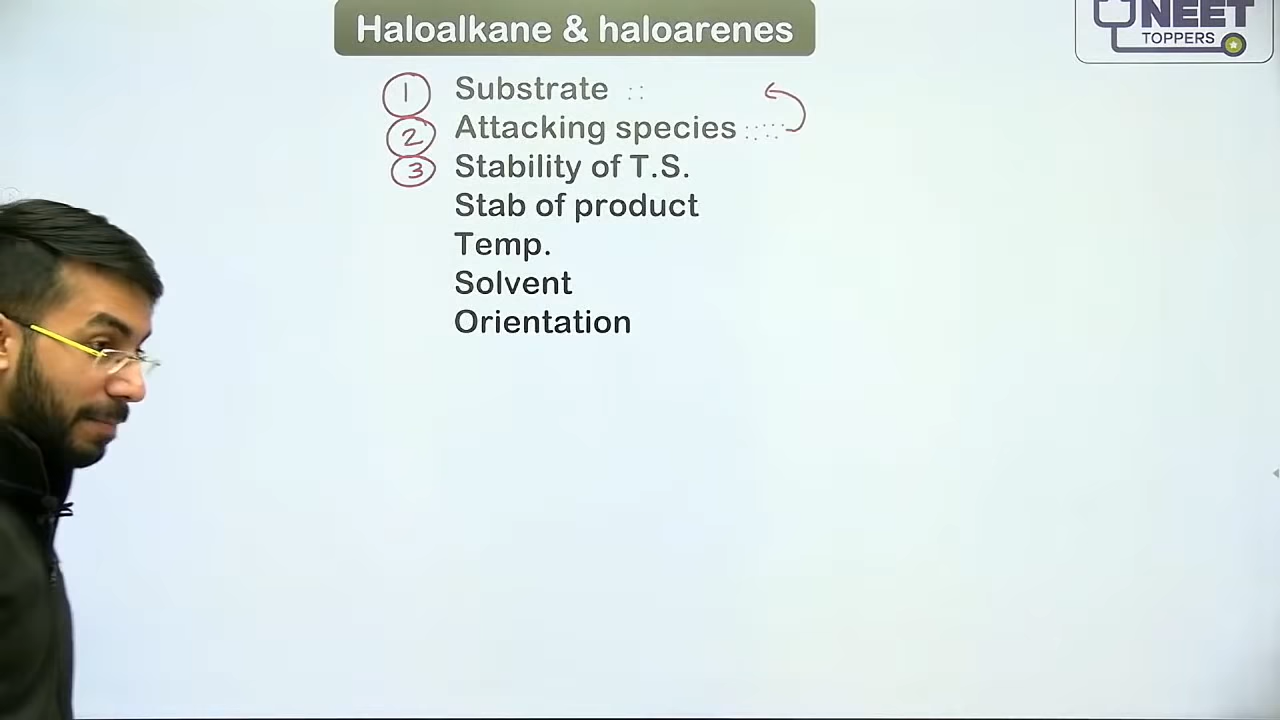 Haloalkane & haloarenes
NEET
TOPPERS
1 Substrate ::
2 Attacking species :::::
3 Stability of T.S.
Stab of product
Temp.
Solvent
Orientation